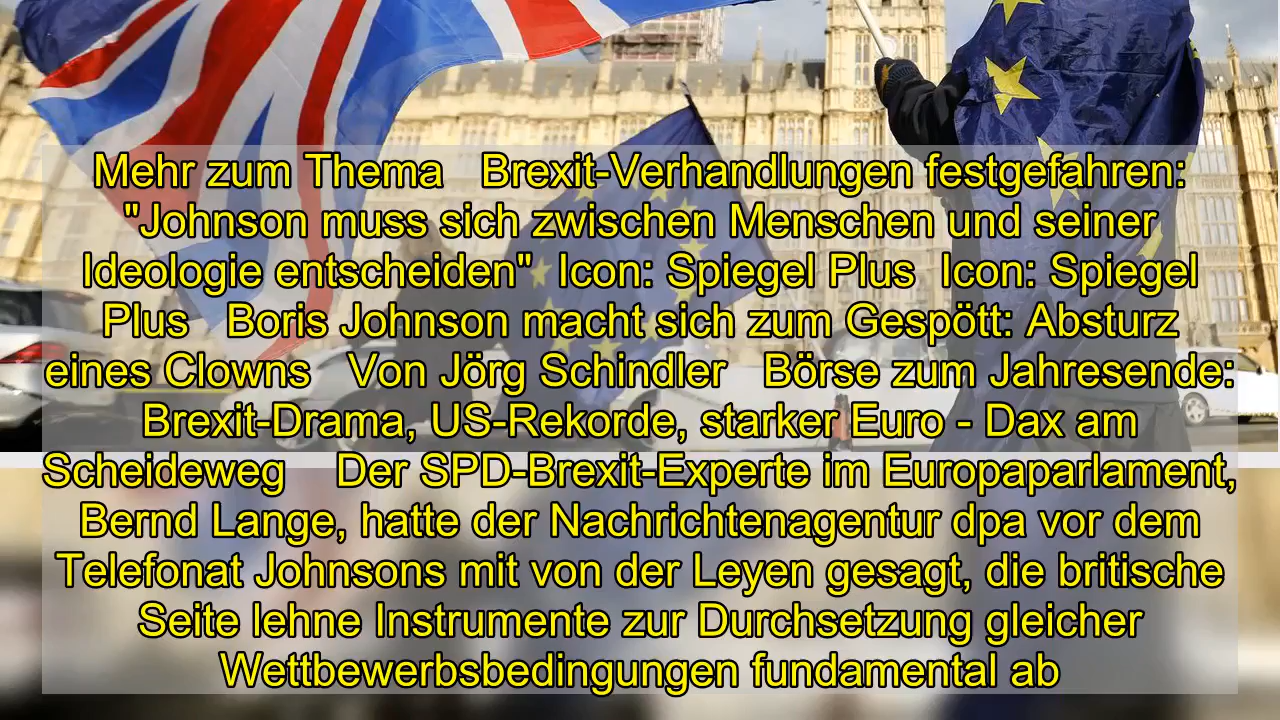 Mehr zum Thema   Brexit-Verhandlungen festgefahren:
"Johnson muss sich zwischen Menschen und seiner
Ideologie entscheiden"  Icon: Spiegel Plus  Icon: Spiegel
Plus   Boris Johnson macht sich zum Gespött: Absturz
eines Clowns   Von Jörg Schindler   Börse zum Jahresende:
Brexit-Drama, US-Rekorde, starker Euro - Dax am
Scheideweg    Der SPD-Brexit-Experte im Europaparlament,
Bernd Lange, hatte der Nachrichtenagentur dpa vor dem
Telefonat Johnsons mit von der Leyen gesagt, die britische
Seite lehne Instrumente zur Durchsetzung gleicher
Wettbewerbsbedingungen fundamental ab